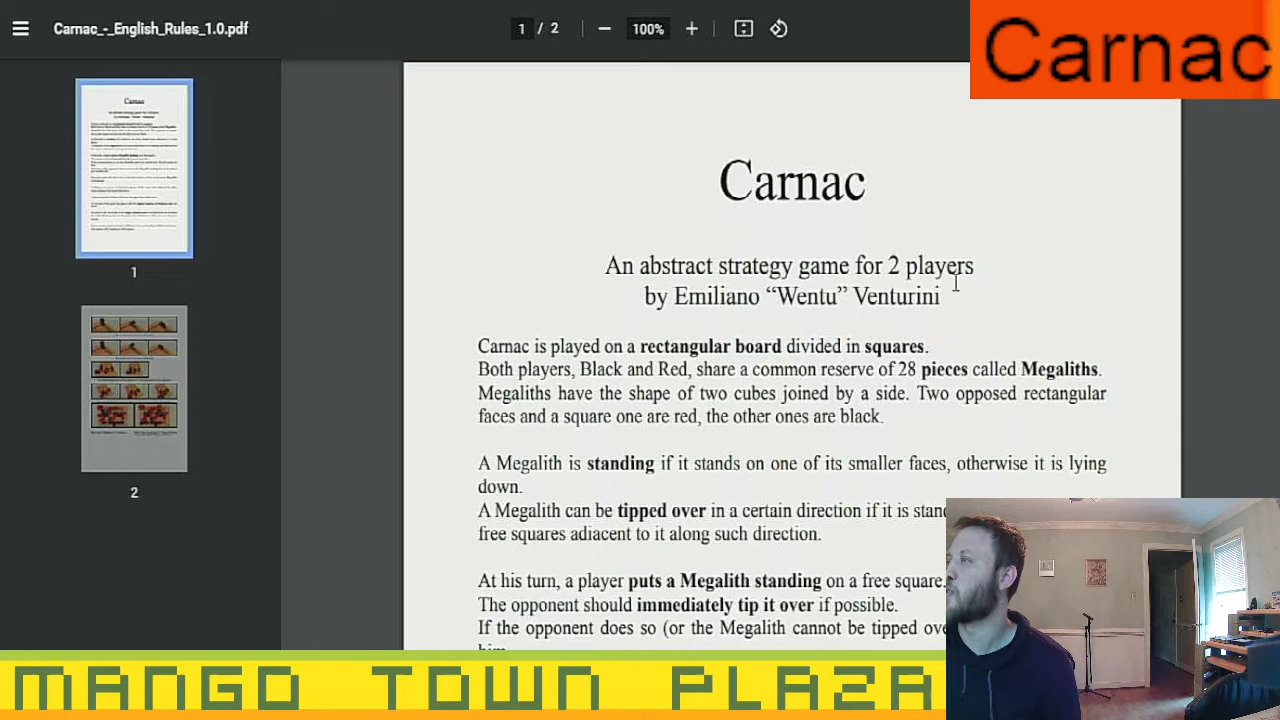 Carnac_-_English_Rules_1.0.pdf
1 / 2
100%
Carnac
1
2
Carnac
An abstract strategy game for 2 players
by Emiliano “Wentu” Venturini
Carnac is played on a rectangular board divided in squares.
Both players, Black and Red, share a common reserve of 28 pieces called Megaliths.
Megaliths have the shape of two cubes joined by a side. Two opposed rectangular
faces and a square one are red, the other ones are black.
A Megalith is standing if it stands on one of its smaller faces, otherwise it is lying
down.
A Megalith can be tipped over in a certain direction if it is stand
free squares adiacent to it along such direction.
At his turn, a player puts a Megalith standing on a free square.
The opponent should immediately tip it over if possible.
If the opponent does so (or the Megalith cannot be tipped ove
MANGO TOWN PLAZA